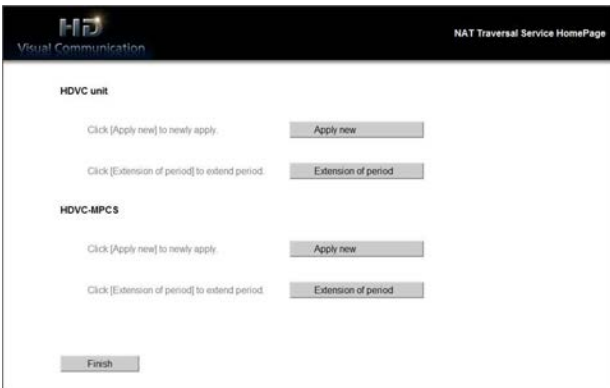 HD
Visual Communication
NAT Traversal Service HomePage
HDVC unit
Click [Apply new] to newly apply.
Apply new
Click [Extension of period] to extend period.
Extension of period
HDVC-MPCS
Click [Apply new] to newly apply.
Apply new
Click [Extension of period] to extend period.
Extension of period
Finish